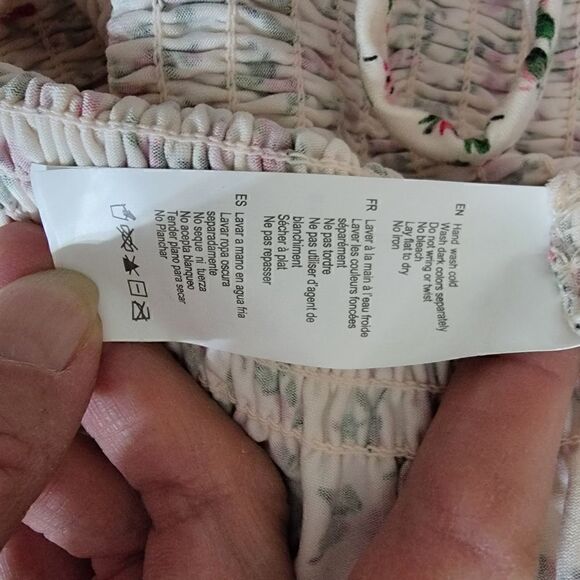 EN Hand wash cold
Wash dark colors separately
Do not wring or twist
No bleach
Lay flat to dry
No iron
FR Laver à la main à l'eau froide
Laver les couleurs foncées
séparément
Ne pas tordre
Ne pas utiliser d'agent de
blanchiment
Sécher à plat
Ne pas repasser
ES Lavar a mano en agua fria
Lavar ropa oscura
separadamente
No seque ni tuerza
No acepta blanqueo
Tender plano para secar
No Planchar